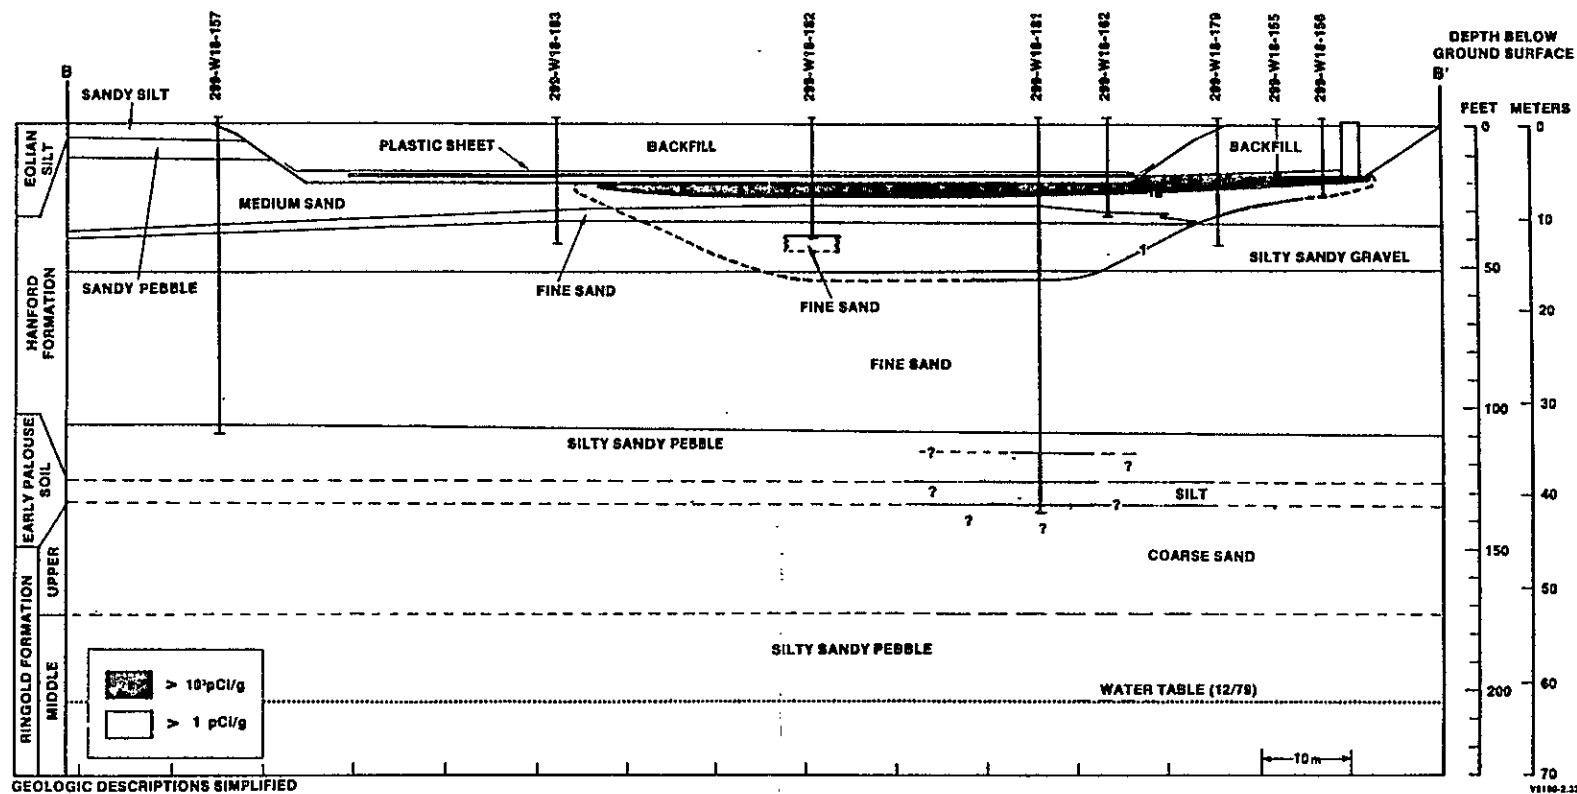 299-W18-157
299-W18-183
299-W18-182
299-W18-181
299-W18-162
299-W18-179
299-W18-155
299-W18-156
DEPTH BELOW
GROUND SURFACE
B
B'
SANDY SILT
FEET METERS
0 0
EOLIAN
SILT
PLASTIC SHEET
BACKFILL
BACKFILL
MEDIUM SAND
10
1
SILTY SANDY GRAVEL
SANDY PEBBLE
FINE SAND
FINE SAND
50
20
HANFORD
FORMATION
FINE SAND
30
100
EARLY PALOUSE
SOIL
SILTY SANDY PEBBLE
?
?
?
SILT
?
40
?
?
COARSE SAND
150
50
RINGOLD FORMATION
UPPER
MIDDLE
SILTY SANDY PEBBLE
> 10³pCi/g
> 1 pCi/g
WATER TABLE (12/79)
60
200
10m
70
GEOLOGIC DESCRIPTIONS SIMPLIFIED